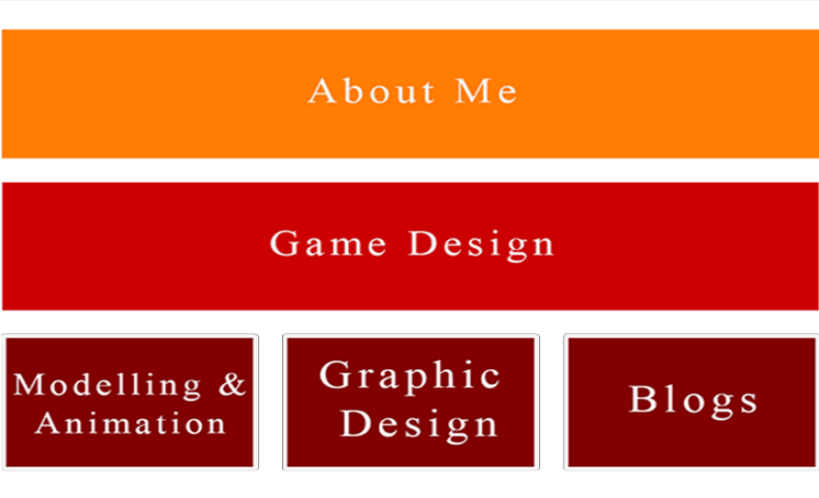 About Me
Game Design
Modelling &
Animation
Graphic
Design
Blogs